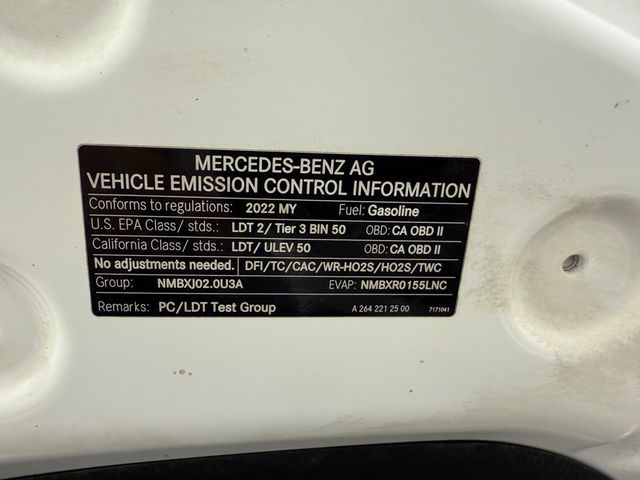 MERCEDES-BENZ AG
VEHICLE EMISSION CONTROL INFORMATION
Conforms to regulations: 2022 MY Fuel: Gasoline
U.S. EPA Class/ stds.: LDT 2/ Tier 3 BIN 50 OBD: CA OBD II
California Class/ stds.: LDT/ ULEV 50 OBD: CA OBD II
No adjustments needed. DFI/TC/CAC/WR-HO2S/HO2S/TWC
Group: NMBXJ02.0U3A EVAP: NMBXR0155LNC
Remarks: PC/LDT Test Group A 264 221 25 00 7171041